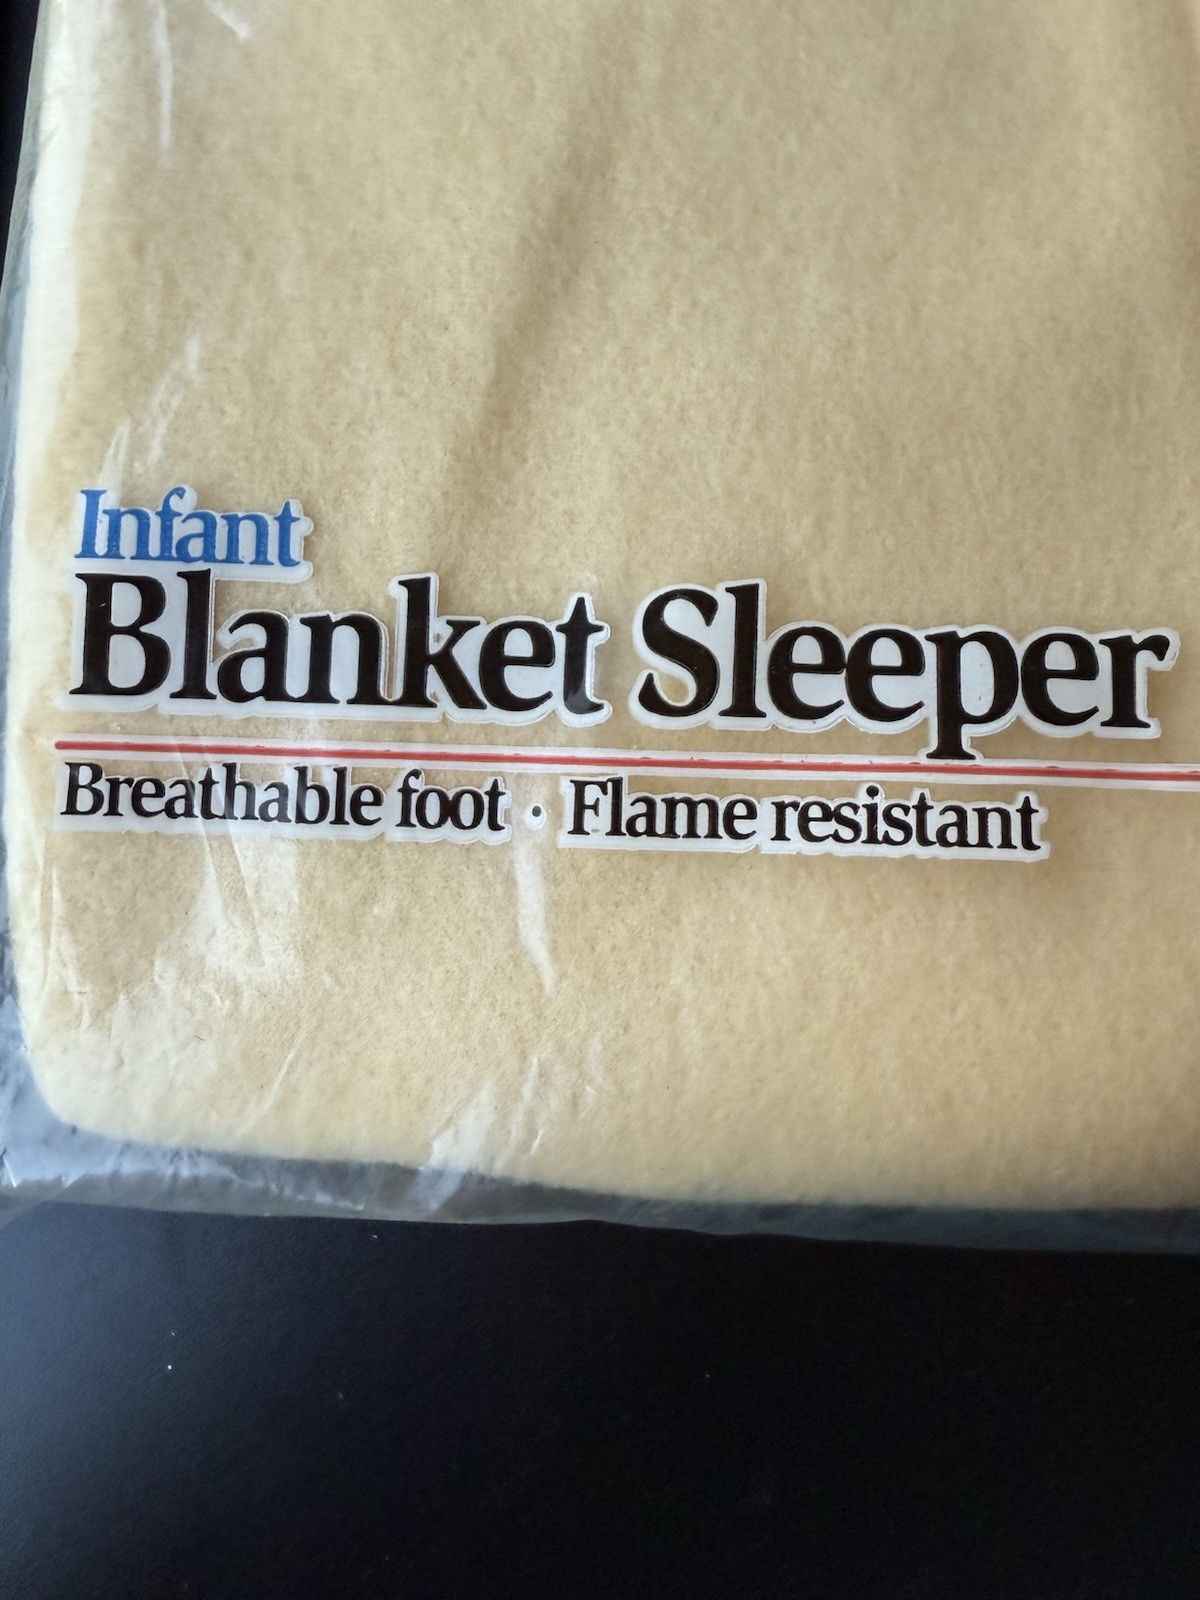 Infant
Blanket Sleeper
Breathable foot · Flame resistant